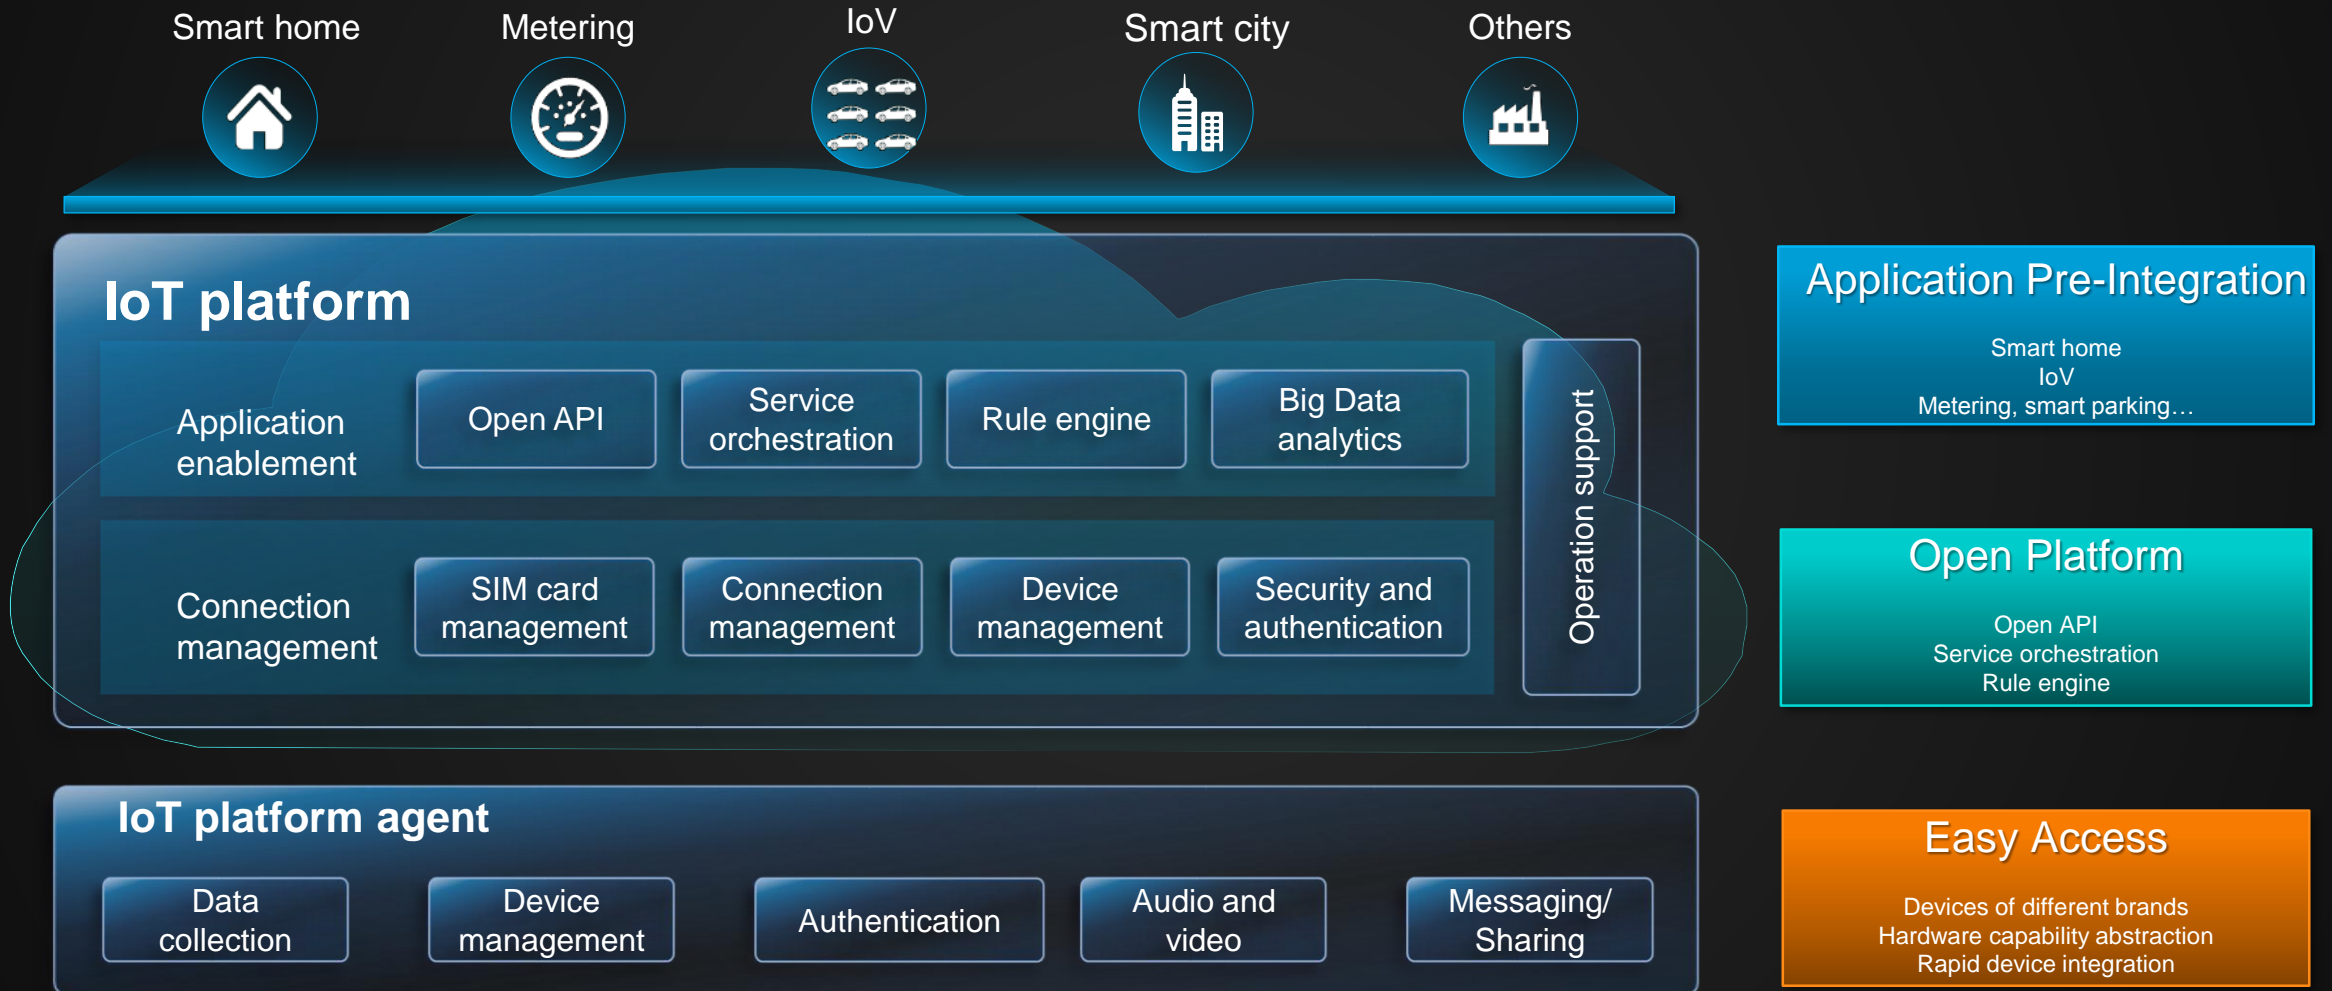 Smart home
Metering
IoV
Smart city
Others
IoT platform
Application
enablement
Open API
Service
orchestration
Rule engine
Big Data
analytics
Connection
management
SIM card
management
Connection
management
Device
management
Security and
authentication
Operation support
IoT platform agent
Data
collection
Device
management
Authentication
Audio and
video
Messaging/
Sharing
Application Pre-Integration
Smart home
IoV
Metering, smart parking…
Open Platform
Open API
Service orchestration
Rule engine
Easy Access
Devices of different brands
Hardware capability abstraction
Rapid device integration